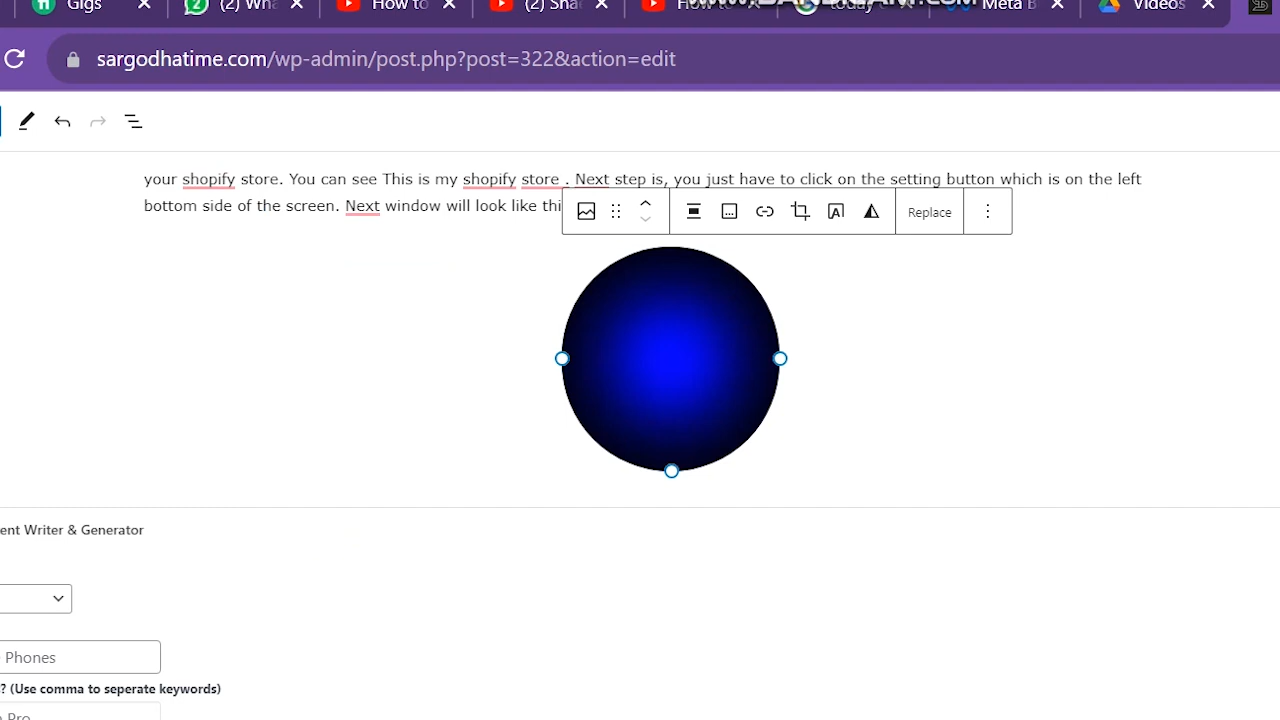 Gigs
(2) Wha
How to
(2) Sha
How to
today
Meta B
Videos
sargodhatime.com/wp-admin/post.php?post=322&action=edit
your shopify store. You can see This is my shopify store . Next step is, you just have to click on the setting button which is on the left
bottom side of the screen. Next window will look like thi
Replace
ent Writer & Generator
Phones
? (Use comma to seperate keywords)
Pro